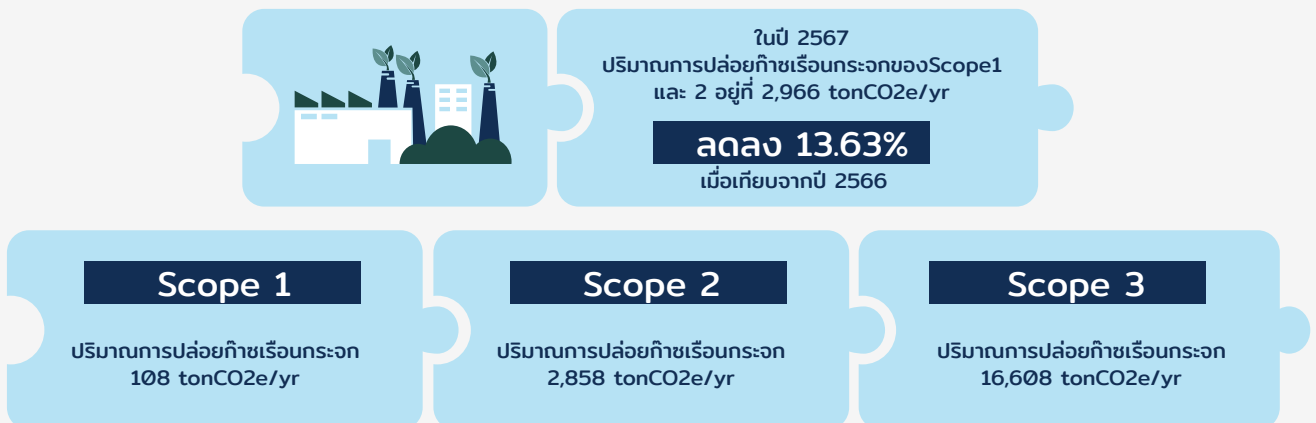 ในปี 2567
ปริมาณการปล่อยก๊าซเรือนกระจกของScope1
และ 2 อยู่ที่ 2,966 tonCO2e/yr
ลดลง 13.63%
เมื่อเทียบจากปี 2566
Scope 1
ปริมาณการปล่อยก๊าซเรือนกระจก
108 tonCO2e/yr
Scope 2
ปริมาณการปล่อยก๊าซเรือนกระจก
2,858 tonCO2e/yr
Scope 3
ปริมาณการปล่อยก๊าซเรือนกระจก
16,608 tonCO2e/yr